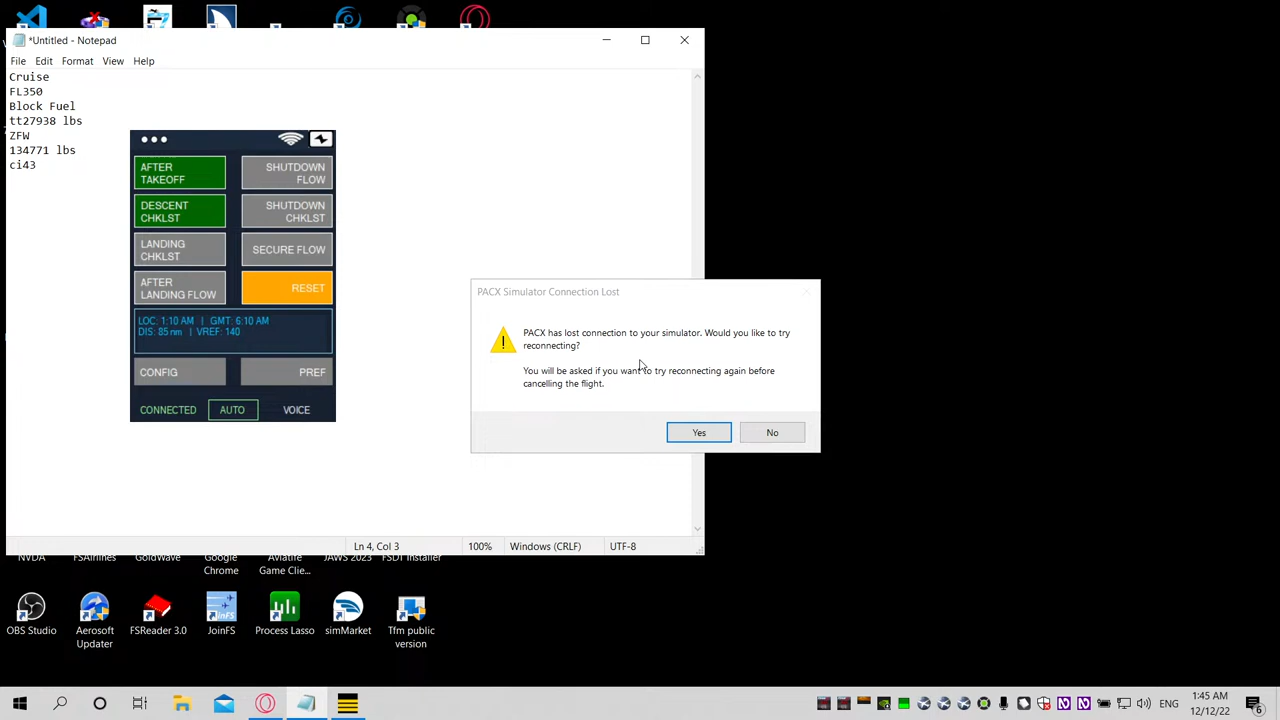 *Untitled - Notepad
File Edit Format View Help
Cruise
FL350
Block Fuel
tt27938 lbs
ZFW
134771 lbs
ci43
AFTER TAKEOFF
SHUTDOWN FLOW
DESCENT CHKLST
SHUTDOWN CHKLST
LANDING CHKLST
SECURE FLOW
AFTER LANDING FLOW
RESET
LOC: 1:10 AM | GMT: 6:10 AM
DIS: 85 nm | VREF: 140
CONFIG
PREF
CONNECTED AUTO VOICE
PACX Simulator Connection Lost
PACX has lost connection to your simulator. Would you like to try
reconnecting?
You will be asked if you want to try reconnecting again before
cancelling the flight.
Yes No
Ln 4, Col 3 100% Windows (CRLF) UTF-8
NVDA FSAirlines GoldWave Google Chrome Aviatife Game Clie... JAWS 2023 FSDT Installer
OBS Studio Aerosoft Updater FSReader 3.0 JoinFS Process Lasso simMarket Tfm public version
ENG
1:45 AM
12/12/22
6